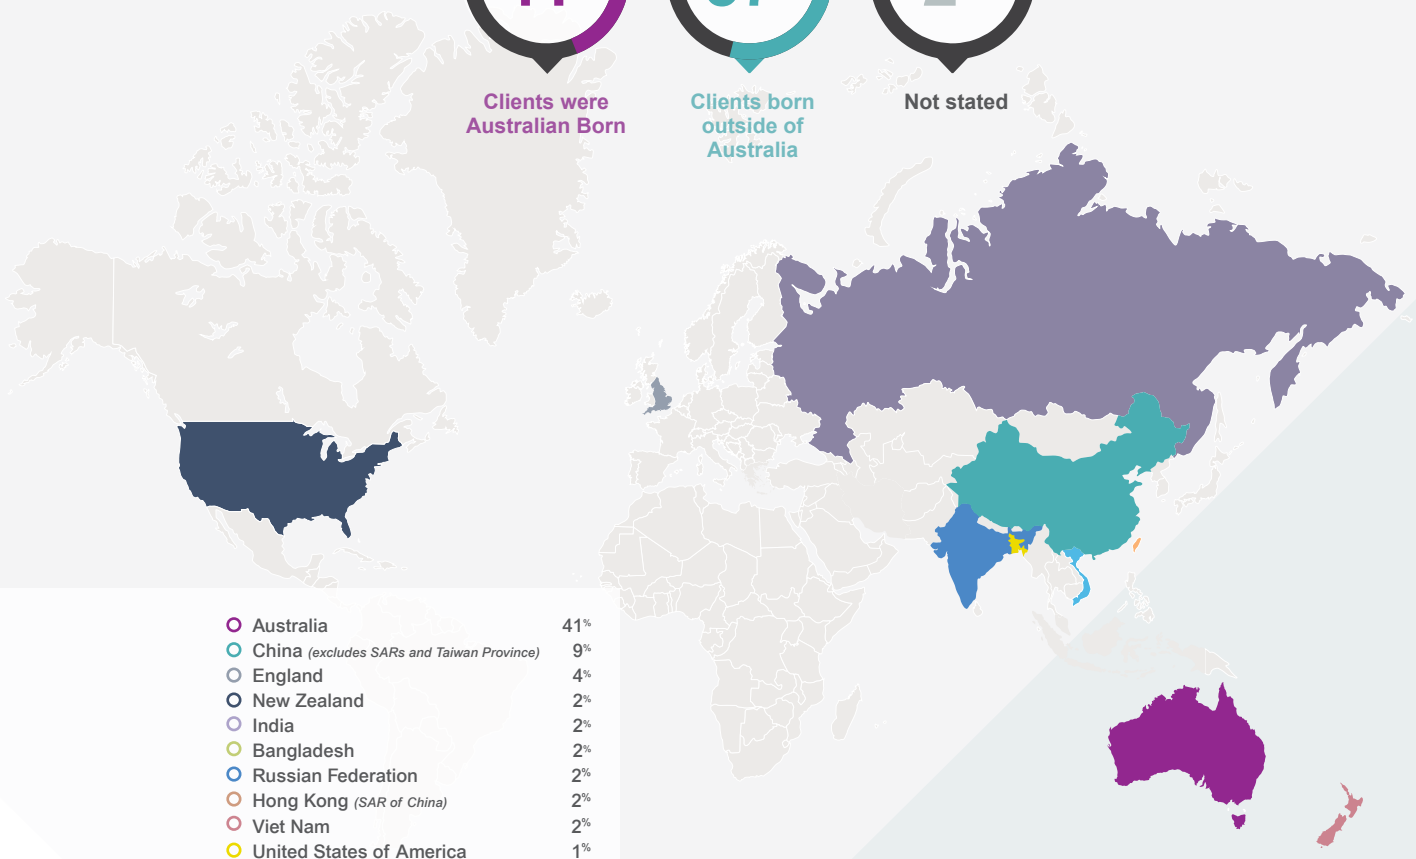 Clients were
Australian Born
Clients born
outside of
Australia
Not stated
Australia 41%
China (excludes SARs and Taiwan Province) 9%
England 4%
New Zealand 2%
India 2%
Bangladesh 2%
Russian Federation 2%
Hong Kong (SAR of China) 2%
Viet Nam 2%
United States of America 1%